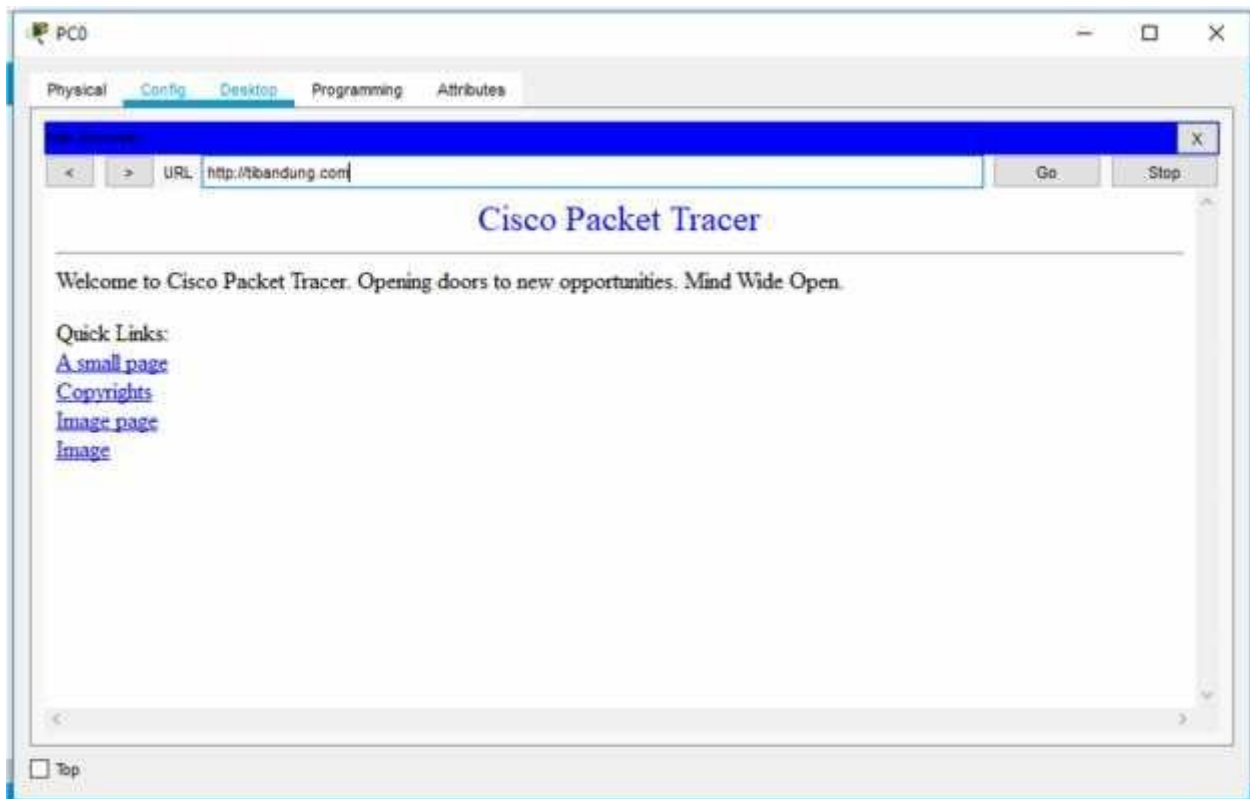 PC0
Physical Config Desktop Programming Attributes
X
< > URL http://tibandung.com Go Stop
Cisco Packet Tracer
Welcome to Cisco Packet Tracer. Opening doors to new opportunities. Mind Wide Open.
Quick Links:
A small page
Copyrights
Image page
Image
Top